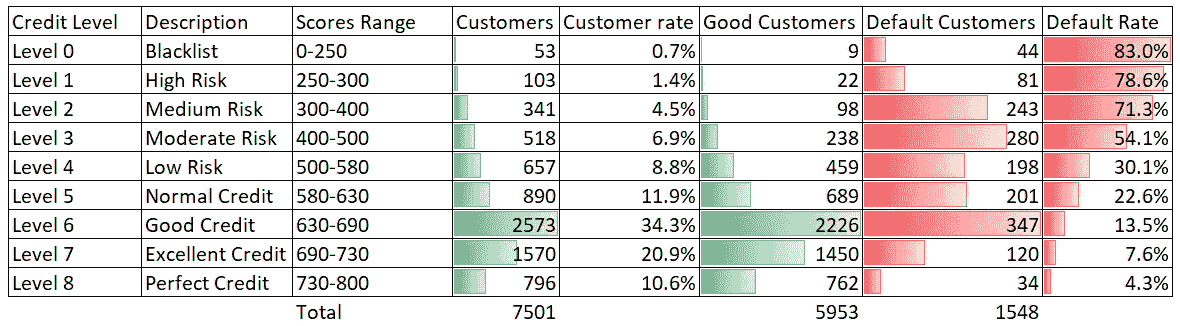 Credit Level Description Scores Range Customers Customer rate Good Customers Default Customers Default Rate
Level 0 Blacklist 0-250 53 0.7% 9 44 83.0%
Level 1 High Risk 250-300 103 1.4% 22 81 78.6%
Level 2 Medium Risk 300-400 341 4.5% 98 243 71.3%
Level 3 Moderate Risk 400-500 518 6.9% 238 280 54.1%
Level 4 Low Risk 500-580 657 8.8% 459 198 30.1%
Level 5 Normal Credit 580-630 890 11.9% 689 201 22.6%
Level 6 Good Credit 630-690 2573 34.3% 2226 347 13.5%
Level 7 Excellent Credit 690-730 1570 20.9% 1450 120 7.6%
Level 8 Perfect Credit 730-800 796 10.6% 762 34 4.3%
Total 7501 5953 1548